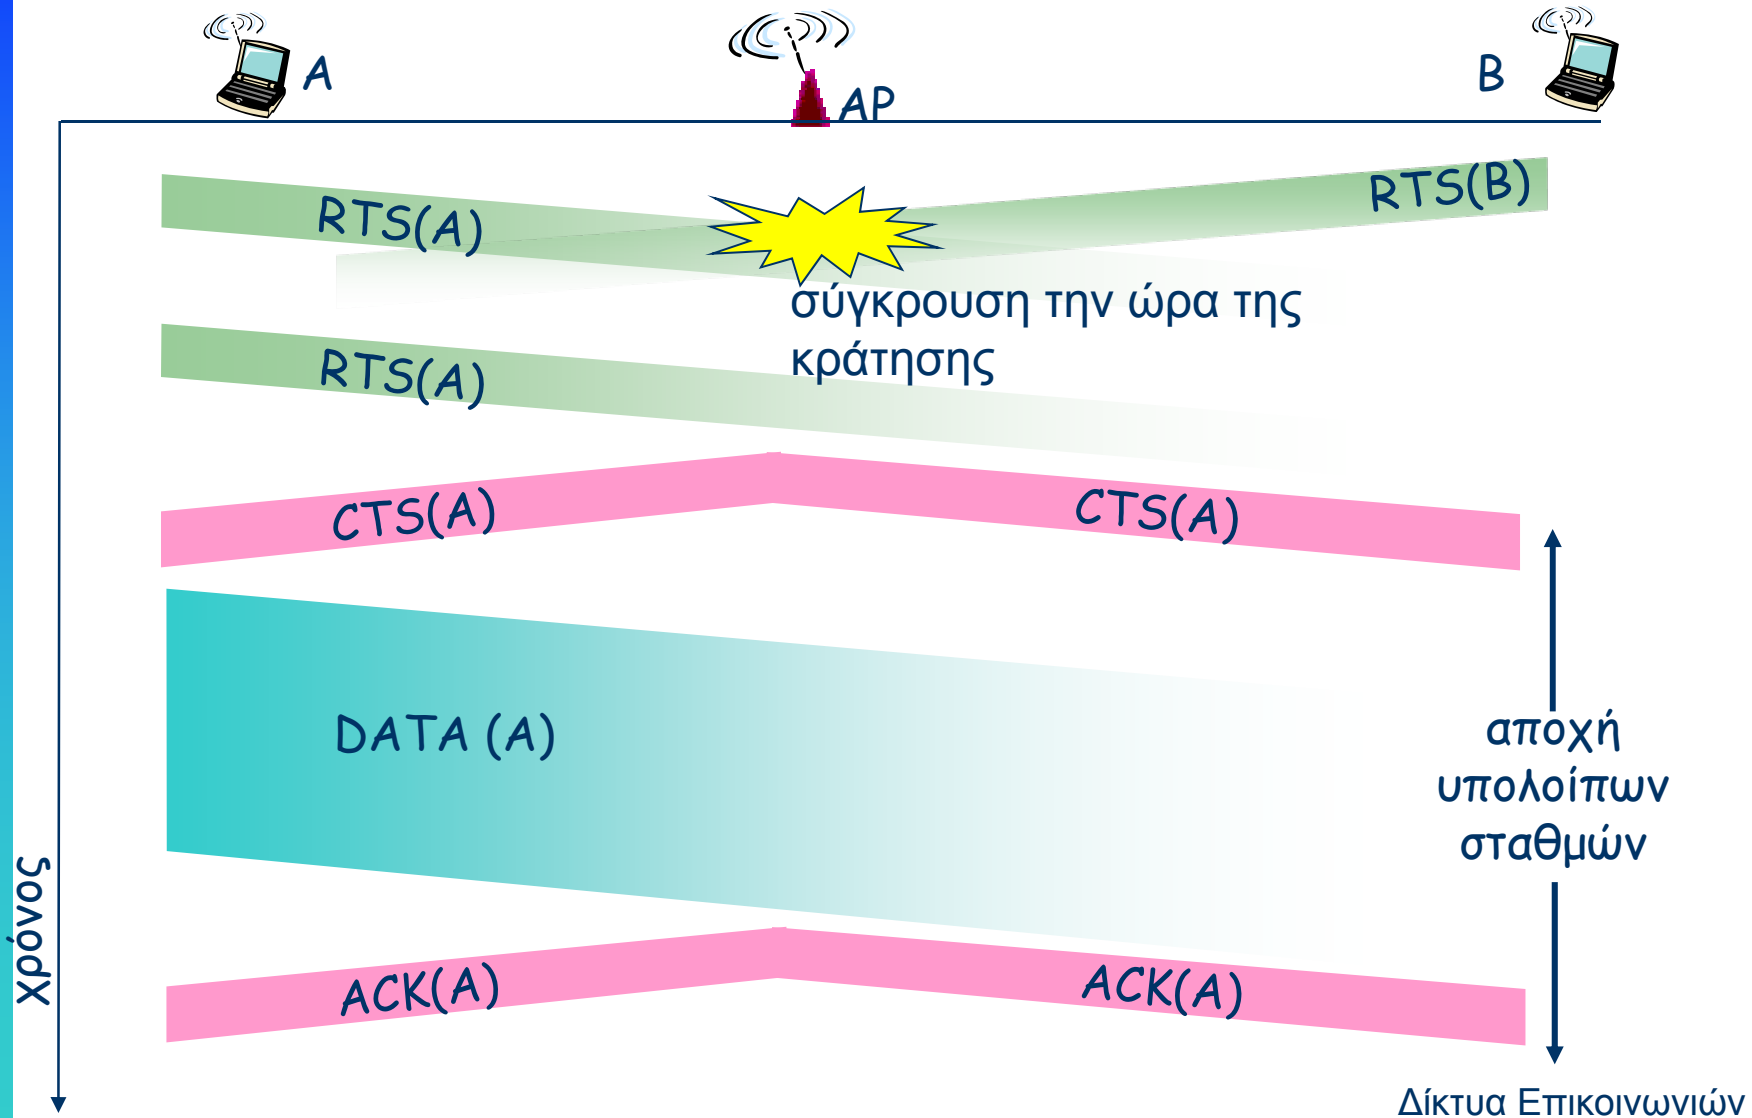 A
AP
B
RTS(A)
RTS(B)
σύγκρουση την ώρα της
κράτησης
RTS(A)
CTS(A)
CTS(A)
DATA (A)
αποχή
υπολοίπων
σταθμών
χρόνος
ACK(A)
ACK(A)
Δίκτυα Επικοινωνιών